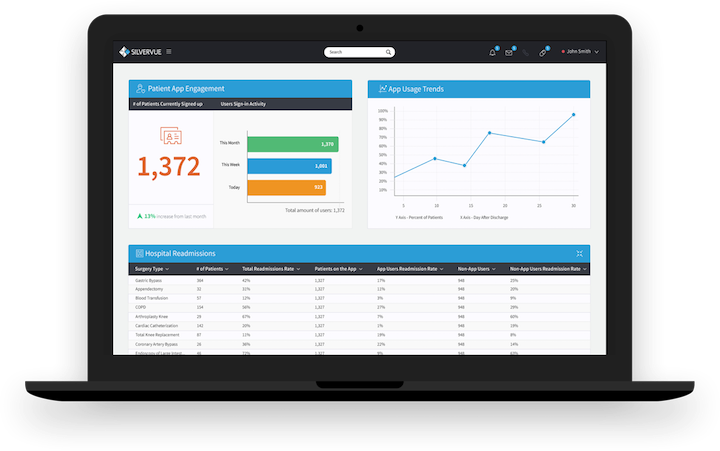 SILVERVUE
Search
3
5
5
John Smith
Patient App Engagement
# of Patients Currently Signed up
Users Sign-in Activity
1,372
13% increase from last month
This Month
1,370
This Week
1,001
Today
923
Total amount of users: 1,372
App Usage Trends
100%
90%
80%
70%
60%
50%
40%
30%
20%
10%
5 10 15 20 25 30
Y Axis - Percent of Patients X Axis - Day After Discharge
Hospital Readmissions
Surgery Type # of Patients Total Readmissions Rate Patients on the App App Users Readmission Rate Non-App Users Non-App Users Readmission Rate
Gastric Bypass 364 42% 1,327 17% 948 25%
Appendectomy 32 31% 1,327 11% 948 20%
Blood Transfusion 57 12% 1,327 3% 948 9%
COPD 154 56% 1,327 27% 948 29%
Arthroplasty Knee 29 67% 1,327 7% 948 60%
Cardiac Catheterization 141 20% 1,327 1% 948 19%
Total Knee Replacement 87 11% 1,327 19% 948 8%
Coronary Artery Bypass 26 36% 1,327 22% 948 14%
Endoscopy of Large Intest 46 72% 1,327 9% 948 63%